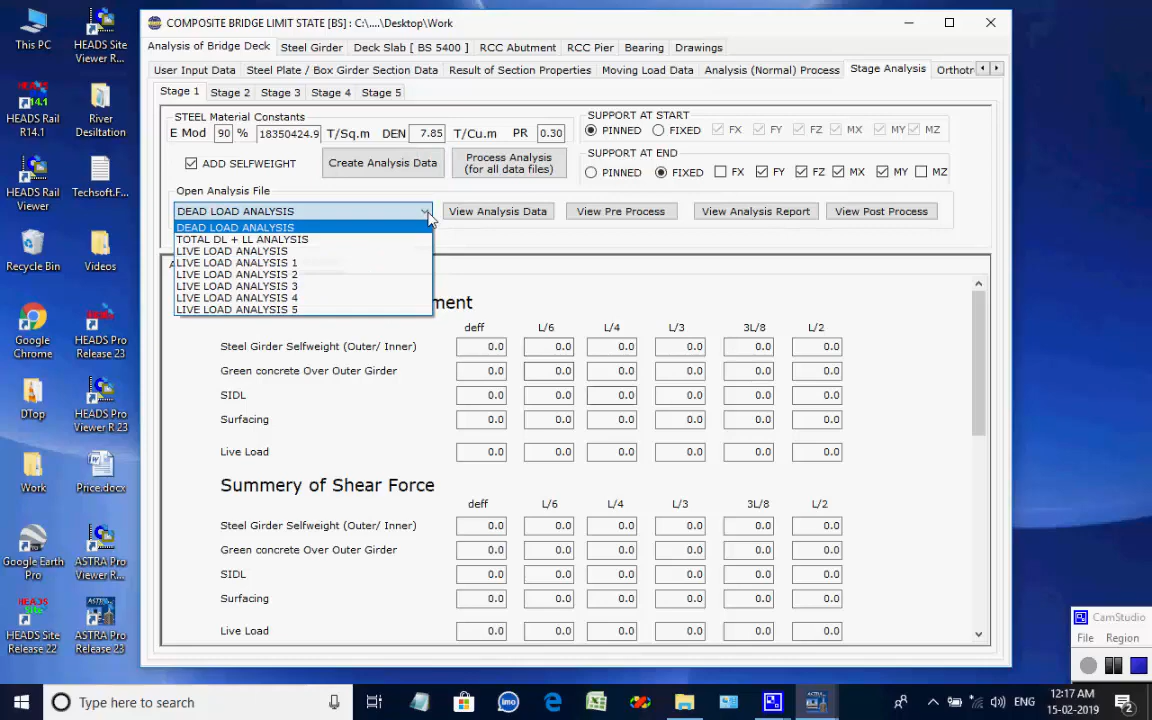 This PC
HEADS Site
Viewer R...
HEADS Rail
R14.1
River
Desiltation
HEADS Rail
Viewer
Techsoft.F...
Recycle Bin
Videos
Google
Chrome
HEADS Pro
Release 23
DTop
HEADS Pro
Viewer R 23
Work
Price.docx
Google Earth
Pro
ASTRA Pro
Viewer R...
HEADS Site
Release 22
ASTRA Pro
Release 22
COMPOSITE BRIDGE LIMIT STATE [BS] : C:\....\Desktop\Work
Analysis of Bridge Deck Steel Girder Deck Slab [ BS 5400 ] RCC Abutment RCC Pier Bearing Drawings
User Input Data Steel Plate / Box Girder Section Data Result of Section Properties Moving Load Data Analysis (Normal) Process Stage Analysis Orthotr
Stage 1 Stage 2 Stage 3 Stage 4 Stage 5
STEEL Material Constants
E Mod 90 % 18350424.9 T/Sq.m DEN 7.85 T/Cu.m PR 0.30
ADD SELFWEIGHT
Create Analysis Data
Process Analysis
(for all data files)
SUPPORT AT START
PINNED FIXED FX FY FZ MX MY MZ
SUPPORT AT END
PINNED FIXED FX FY FZ MX MY MZ
Open Analysis File
DEAD LOAD ANALYSIS
View Analysis Data View Pre Process View Analysis Report View Post Process
DEAD LOAD ANALYSIS
TOTAL DL + LL ANALYSIS
LIVE LOAD ANALYSIS
LIVE LOAD ANALYSIS 1
LIVE LOAD ANALYSIS 2
LIVE LOAD ANALYSIS 3
LIVE LOAD ANALYSIS 4
LIVE LOAD ANALYSIS 5
ment
deff L/6 L/4 L/3 3L/8 L/2
Steel Girder Selfweight (Outer/ Inner) 0.0 0.0 0.0 0.0 0.0 0.0
Green concrete Over Outer Girder 0.0 0.0 0.0 0.0 0.0 0.0
SIDL 0.0 0.0 0.0 0.0 0.0 0.0
Surfacing 0.0 0.0 0.0 0.0 0.0 0.0
Live Load 0.0 0.0 0.0 0.0 0.0 0.0
Summery of Shear Force
deff L/6 L/4 L/3 3L/8 L/2
Steel Girder Selfweight (Outer/ Inner) 0.0 0.0 0.0 0.0 0.0 0.0
Green concrete Over Outer Girder 0.0 0.0 0.0 0.0 0.0 0.0
SIDL 0.0 0.0 0.0 0.0 0.0 0.0
Surfacing 0.0 0.0 0.0 0.0 0.0 0.0
Live Load 0.0 0.0 0.0 0.0 0.0 0.0
CamStudio
File Region
Type here to search
imo
ENG
12:17 AM
15-02-2019
2